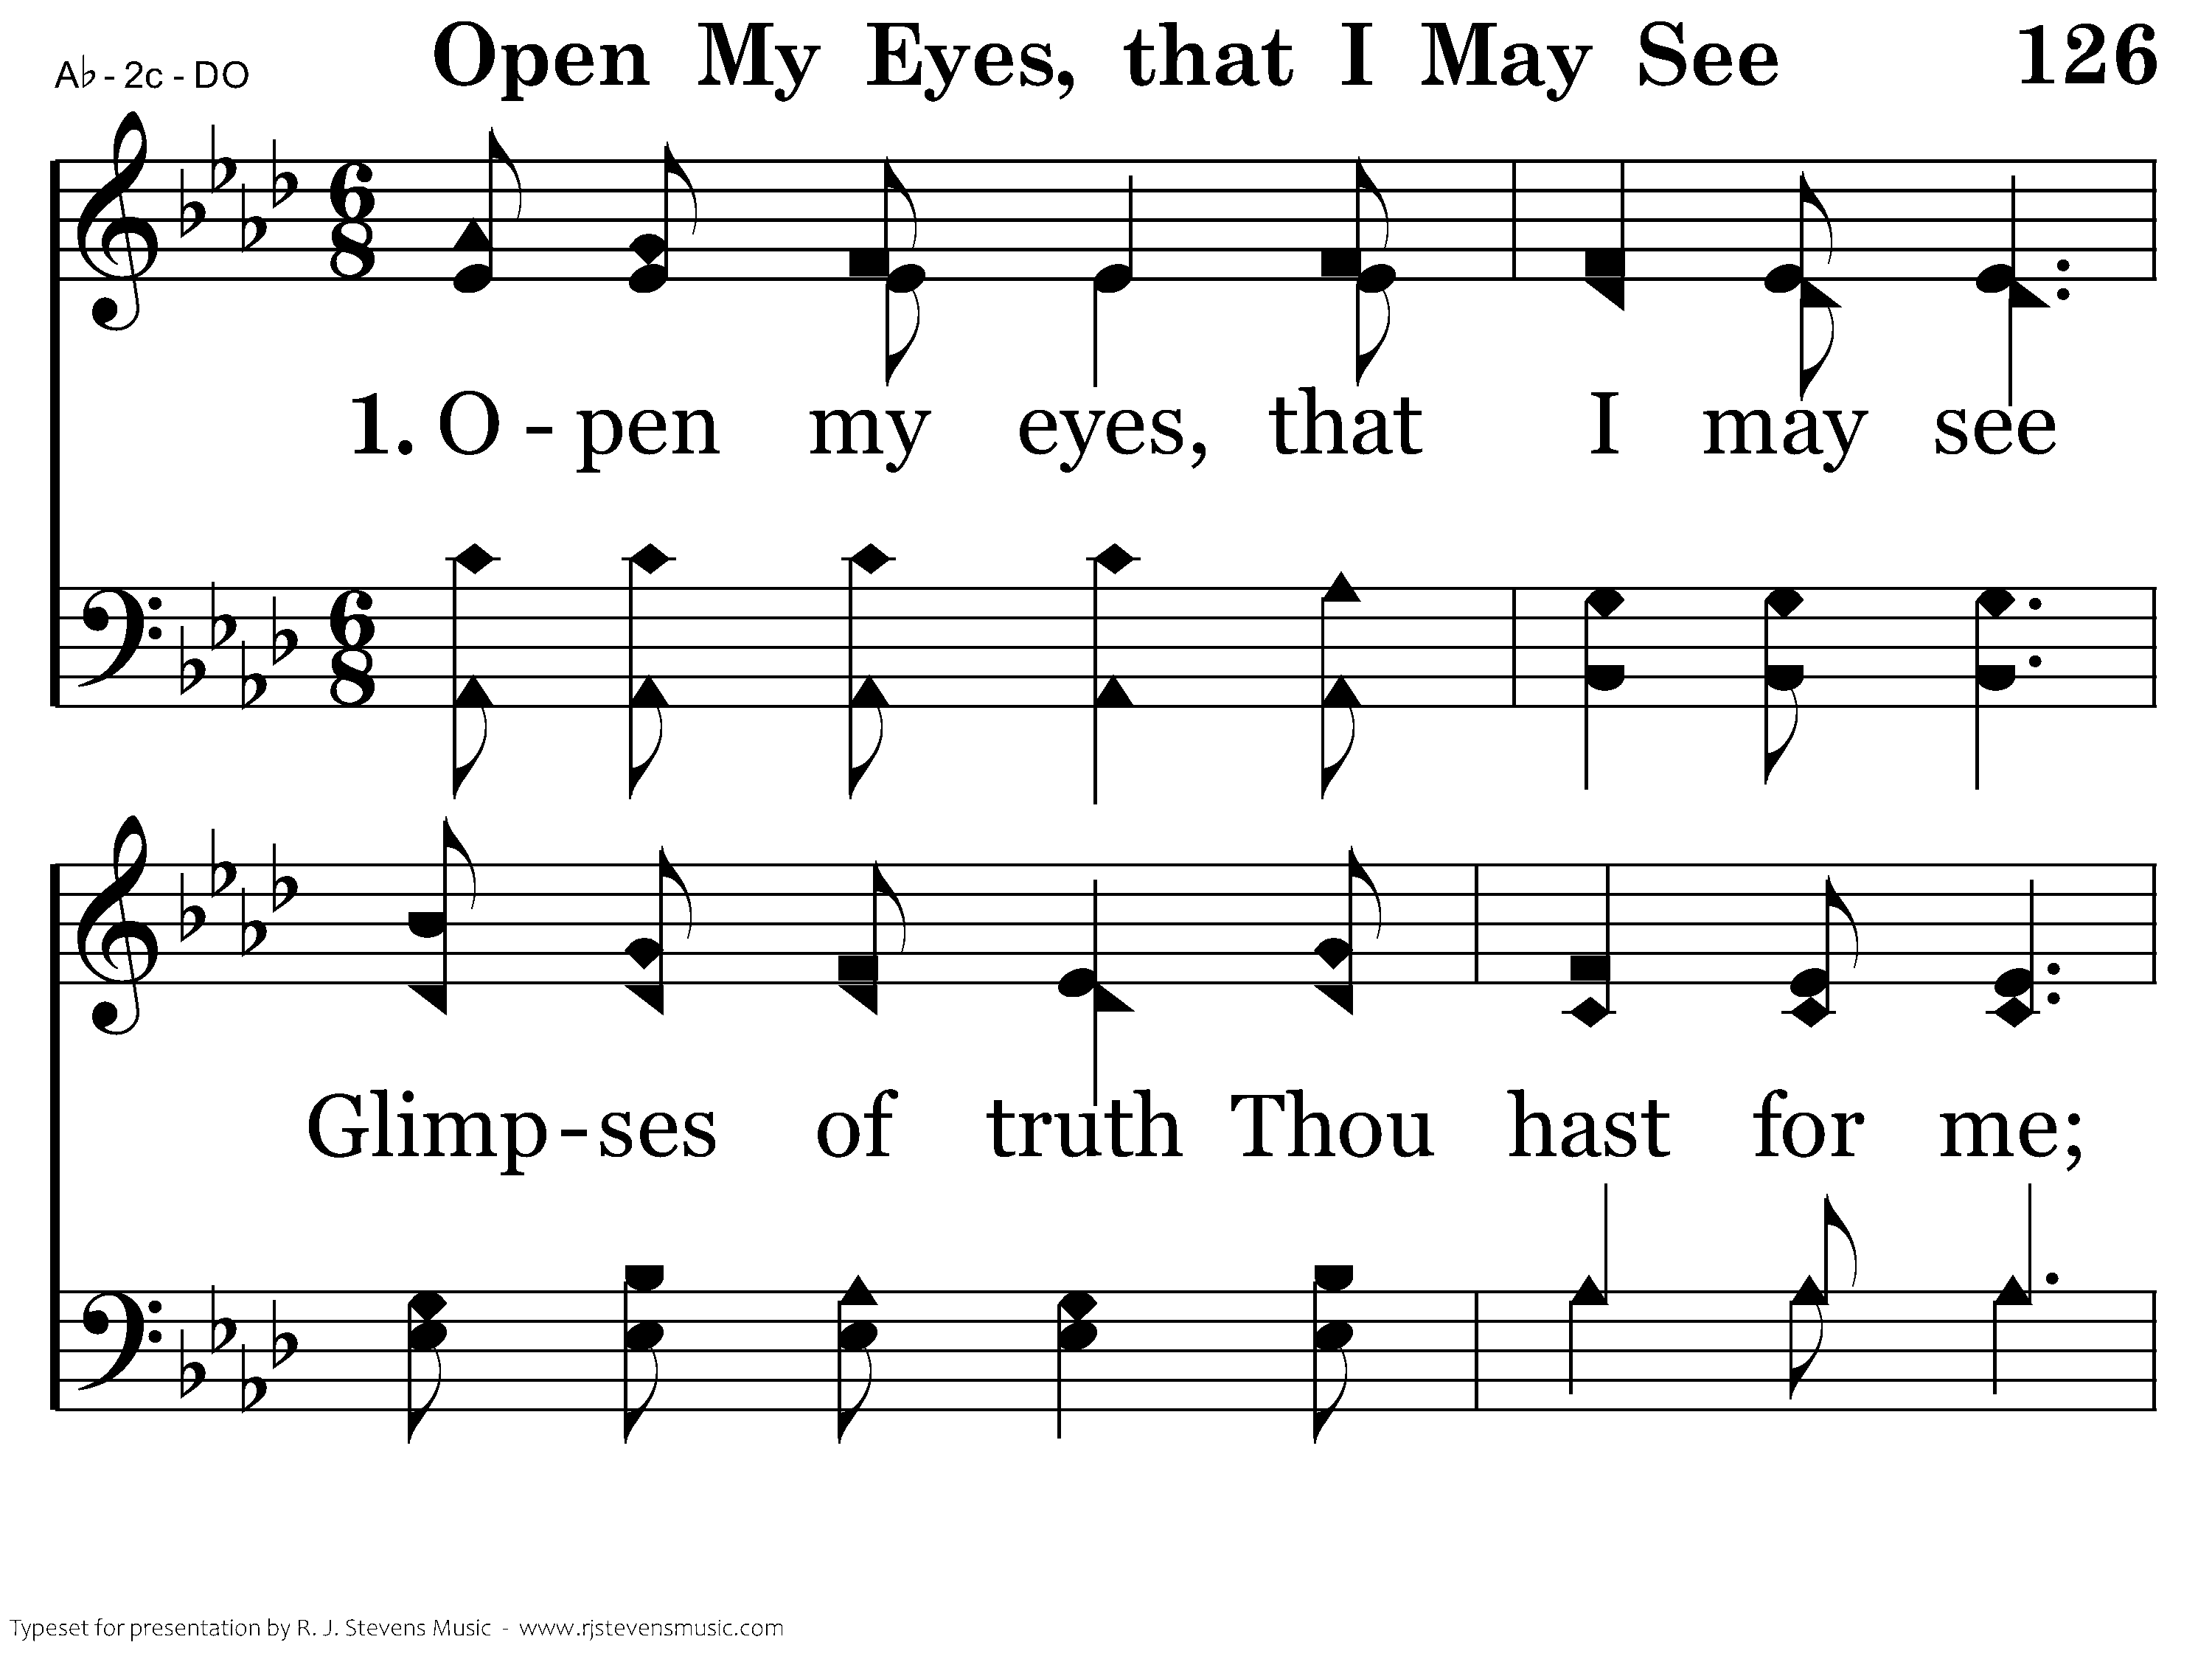 A♭ - 2c - DO Open My Eyes, that I May See 126
6 8
1. O - pen my eyes, that I may see
6 8
Glimp - ses of truth Thou hast for me;
Typeset for presentation by R. J. Stevens Music - www.rjstevensmusic.com